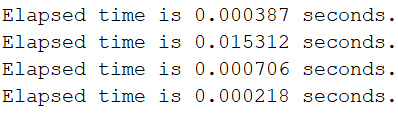 Elapsed time is 0.000387 seconds.
Elapsed time is 0.015312 seconds.
Elapsed time is 0.000706 seconds.
Elapsed time is 0.000218 seconds.